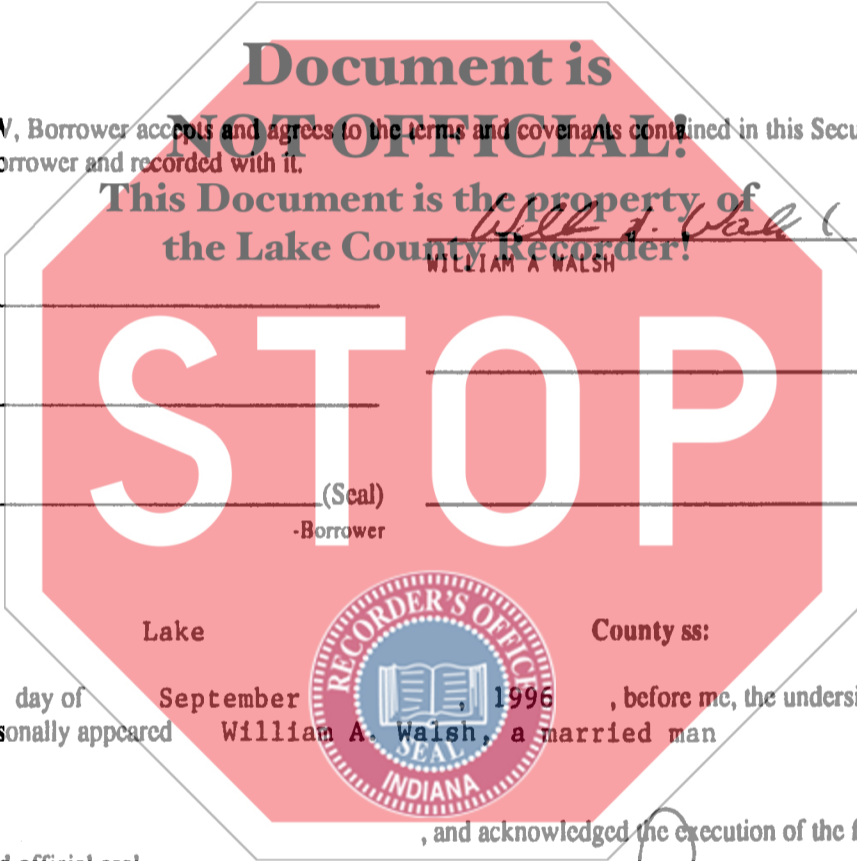 Document is
NOT OFFICIAL!
, Borrower accepts and agrees to the terms and covenants contained in this Secu
orrower and recorded with it.
This Document is the property of
the Lake County Recorder!
WILLIAM A WALSH
STOP
(Seal)
-Borrower
RECORDER'S OFFICE
Lake County ss:
day of September , 1996 , before me, the undersi
sonally appeared William A. Walsh, a married man
SEAL
INDIANA
, and acknowledged the execution of the f